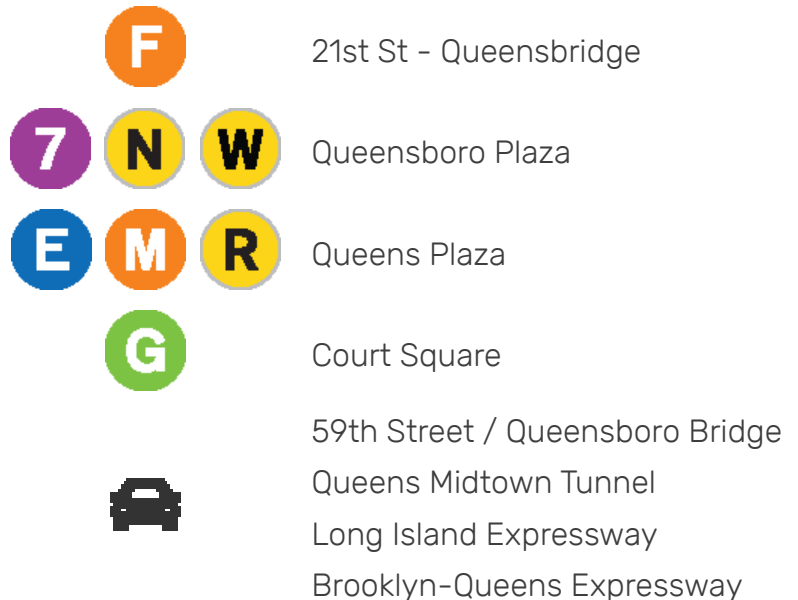 F 21st St - Queensbridge
7 N W Queensboro Plaza
E M R Queens Plaza
G Court Square
59th Street / Queensboro Bridge
Queens Midtown Tunnel
Long Island Expressway
Brooklyn-Queens Expressway